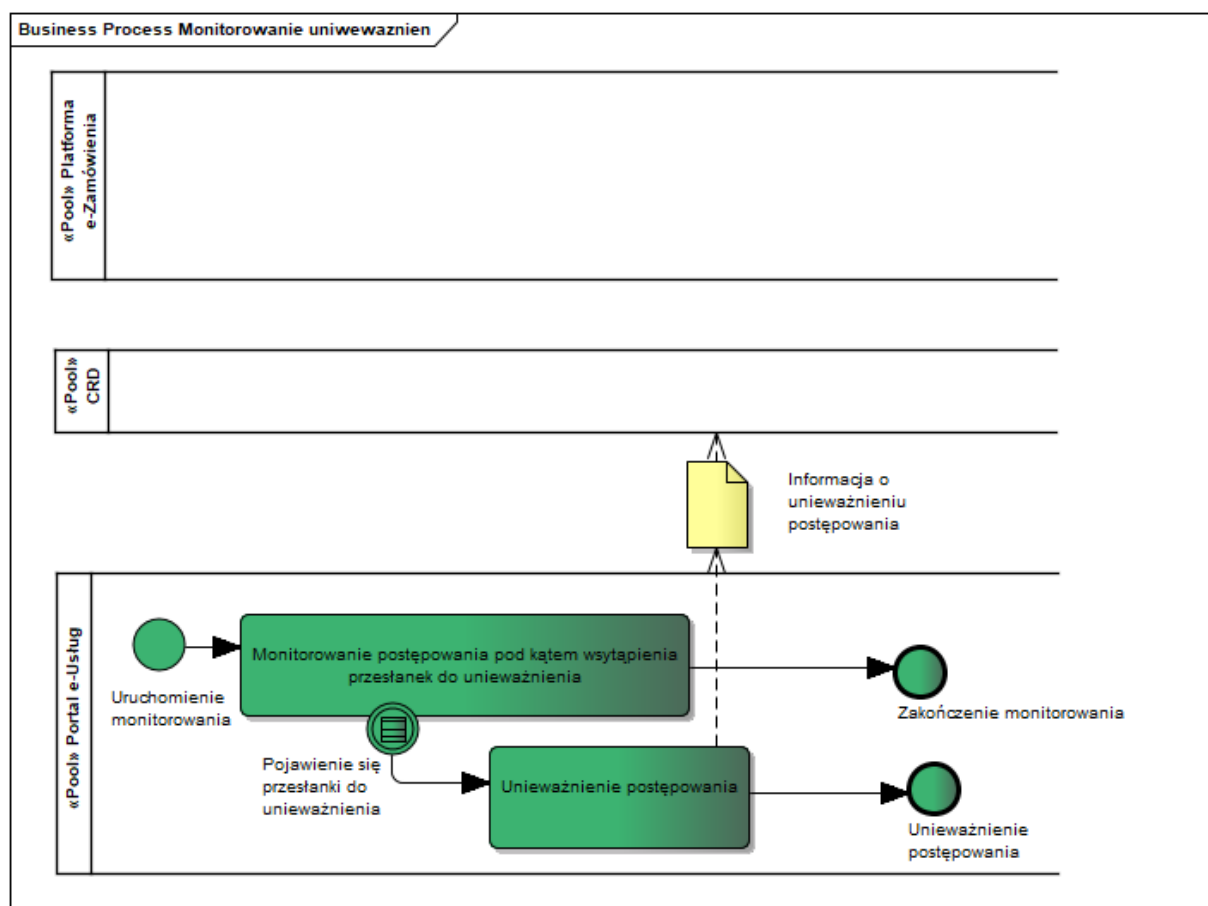 Business Process Monitorowanie uniwewaznien
«Pool» Platforma
e-Zamówienia
«Pool»
CRD
Informacja o
unieważnieniu
postępowania
«Pool» Portal e-Usług
Uruchomienie
monitorowania
Monitorowanie postępowania pod kątem wsytąpienia
przesłanek do unieważnienia
Zakończenie monitorowania
Pojawienie się
przesłanki do
unieważnienia
Unieważnienie postępowania
Unieważnienie
postępowania